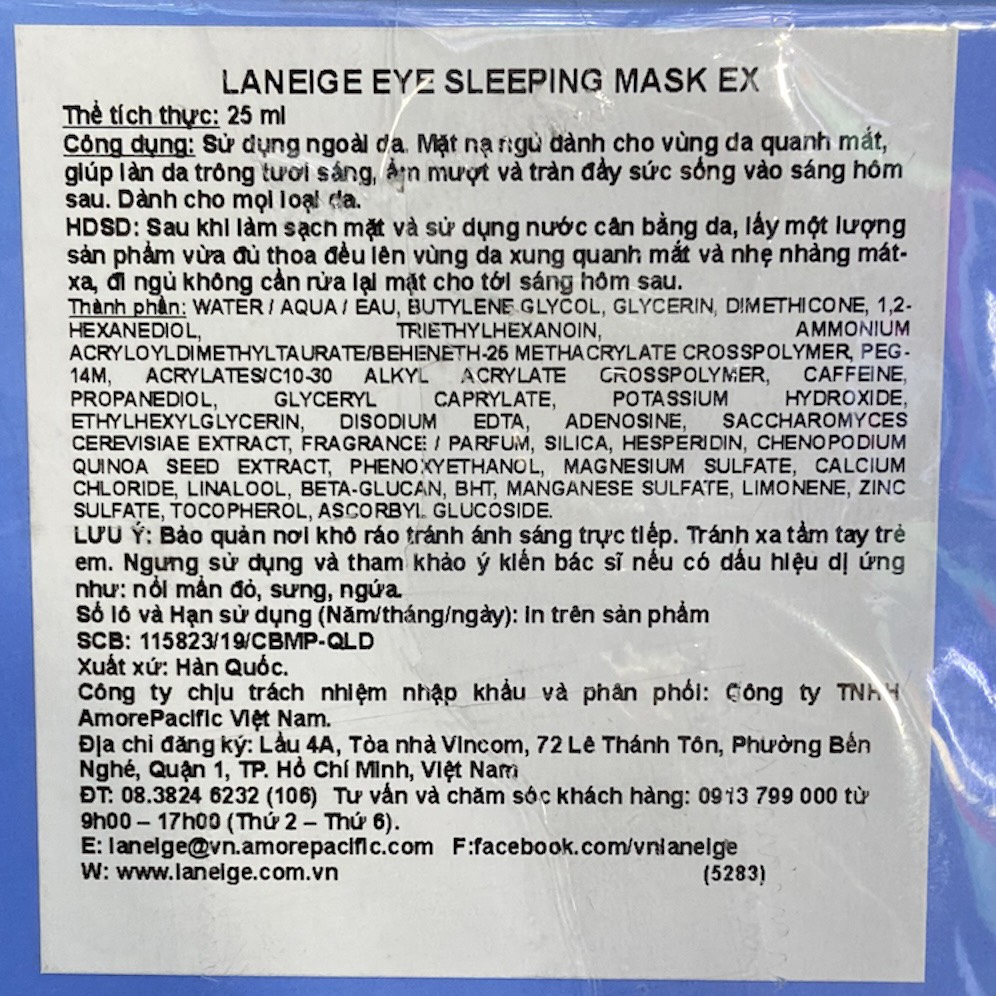 LANEIGE EYE SLEEPING MASK EX
Thể tích thực: 25 ml
Công dụng: Sử dụng ngoài da. Mặt nạ ngủ dành cho vùng da quanh mắt,
giúp làn da trông tươi sáng, ẩm mượt và tràn đầy sức sống vào sáng hôm
sau. Dành cho mọi loại da.
HDSD: Sau khi làm sạch mặt và sử dụng nước cân bằng da, lấy một lượng
sản phẩm vừa đủ thoa đều lên vùng da xung quanh mắt và nhẹ nhàng mát-
xa, đi ngủ không cần rửa lại mặt cho tới sáng hôm sau.
Thành phần: WATER / AQUA / EAU, BUTYLENE GLYCOL, GLYCERIN, DIMETHICONE, 1,2-
HEXANEDIOL, TRIETHYLHEXANOIN, AMMONIUM
ACRYLOYLDIMETHYLTAURATE/BEHENETH-25 METHACRYLATE CROSSPOLYMER, PEG-
14M, ACRYLATES/C10-30 ALKYL ACRYLATE CROSSPOLYMER, CAFFEINE,
PROPANEDIOL, GLYCERYL CAPRYLATE, POTASSIUM HYDROXIDE,
ETHYLHEXYLGLYCERIN, DISODIUM EDTA, ADENOSINE, SACCHAROMYCES
CEREVISIAE EXTRACT, FRAGRANCE / PARFUM, SILICA, HESPERIDIN, CHENOPODIUM
QUINOA SEED EXTRACT, PHENOXYETHANOL, MAGNESIUM SULFATE, CALCIUM
CHLORIDE, LINALOOL, BETA-GLUCAN, BHT, MANGANESE SULFATE, LIMONENE, ZINC
SULFATE, TOCOPHEROL, ASCORBYL GLUCOSIDE.
LƯU Ý: Bảo quản nơi khô ráo tránh ánh sáng trực tiếp. Tránh xa tầm tay trẻ
em. Ngưng sử dụng và tham khảo ý kiến bác sĩ nếu có dấu hiệu dị ứng
như: nổi mẩn đỏ, sưng, ngứa.
Số lô và Hạn sử dụng (Năm/tháng/ngày): in trên sản phẩm
SCB: 115823/19/CBMP-QLD
Xuất xứ: Hàn Quốc.
Công ty chịu trách nhiệm nhập khẩu và phân phối: Công ty TNHH
AmorePacific Việt Nam.
Địa chỉ đăng ký: Lầu 4A, Tòa nhà Vincom, 72 Lê Thánh Tôn, Phường Bến
Nghé, Quận 1, TP. Hồ Chí Minh, Việt Nam
ĐT: 08.3824 6232 (106) Tư vấn và chăm sóc khách hàng: 0913 799 000 từ
9h00 – 17h00 (Thứ 2 – Thứ 6).
E: laneige@vn.amorepacific.com F:facebook.com/vnlaneige
W: www.laneige.com.vn (5283)